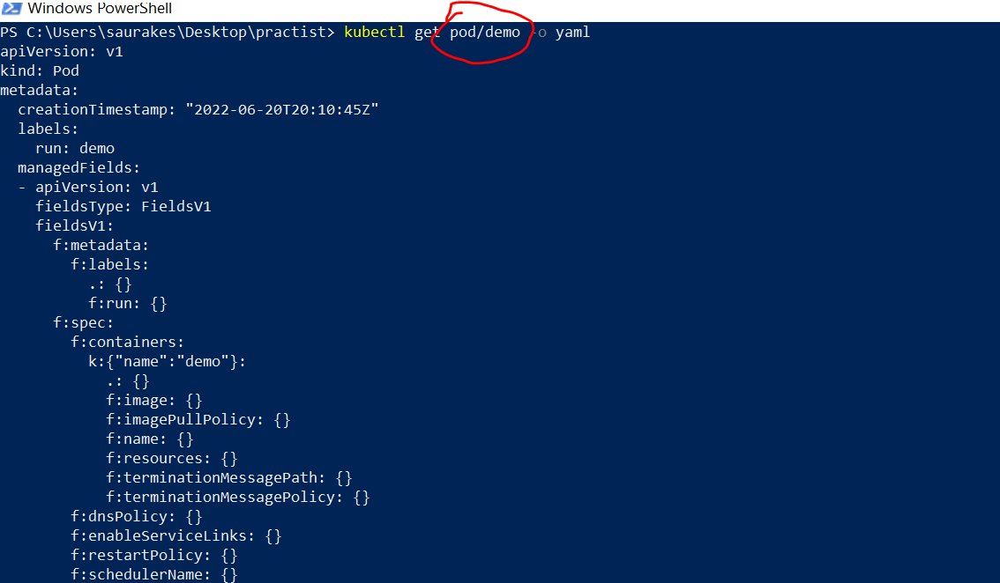 Windows PowerShell
PS C:\Users\saurakes\Desktop\practist> kubectl get pod/demo -o yaml
apiVersion: v1
kind: Pod
metadata:
  creationTimestamp: "2022-06-20T20:10:45Z"
  labels:
    run: demo
  managedFields:
  - apiVersion: v1
    fieldsType: FieldsV1
    fieldsV1:
      f:metadata:
        f:labels:
          .: {}
          f:run: {}
      f:spec:
        f:containers:
          k:{"name":"demo"}:
            .: {}
            f:image: {}
            f:imagePullPolicy: {}
            f:name: {}
            f:resources: {}
            f:terminationMessagePath: {}
            f:terminationMessagePolicy: {}
        f:dnsPolicy: {}
        f:enableServiceLinks: {}
        f:restartPolicy: {}
        f:schedulerName: {}